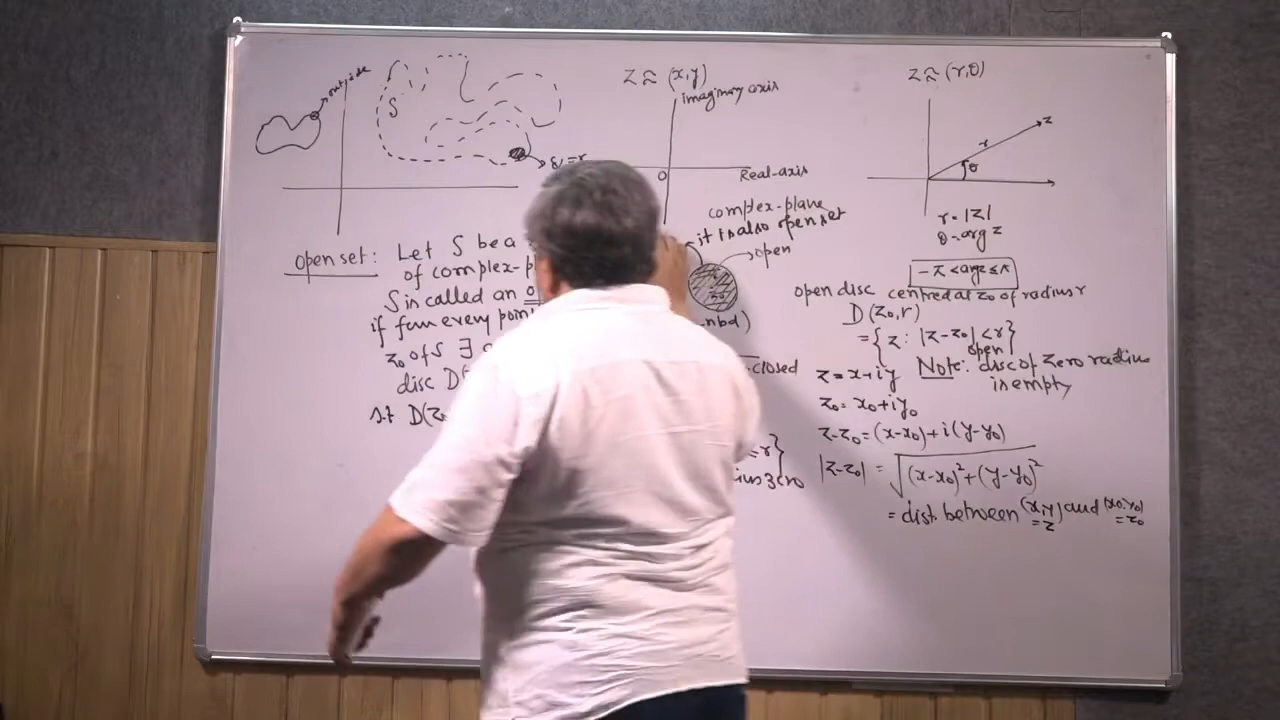 outside
S
z ≈ (x,y)
imaginary axis
O
Real-axis
complex-plane
it is also open set
open
nbd)
open set: Let S be a
of complex-p
S is called an o
if for every poin
z₀ of S ∃
disc D(
s.t D(z₀
closed
= r}
z ≈ (r,θ)
z
r
θ
r = |z|
θ = arg z
-π < arg z ≤ π
open disc centred at z₀ of radius r
D(z₀,r)
= {z : |z-z₀| < r}
open
Note: disc of zero radius
is empty
z = x+iy
z₀ = x₀+iy₀
z-z₀ = (x-x₀)+i(y-y₀)
|z-z₀| = √(x-x₀)²+(y-y₀)²
= dist. between (x,y) and (x₀,y₀)
=z =z₀